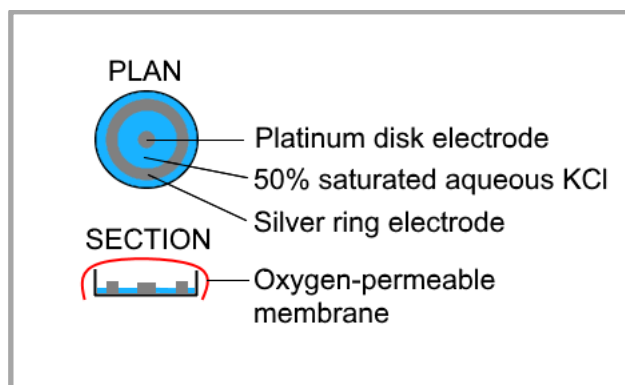 PLAN
Platinum disk electrode
50% saturated aqueous KCl
Silver ring electrode
SECTION
Oxygen-permeable
membrane